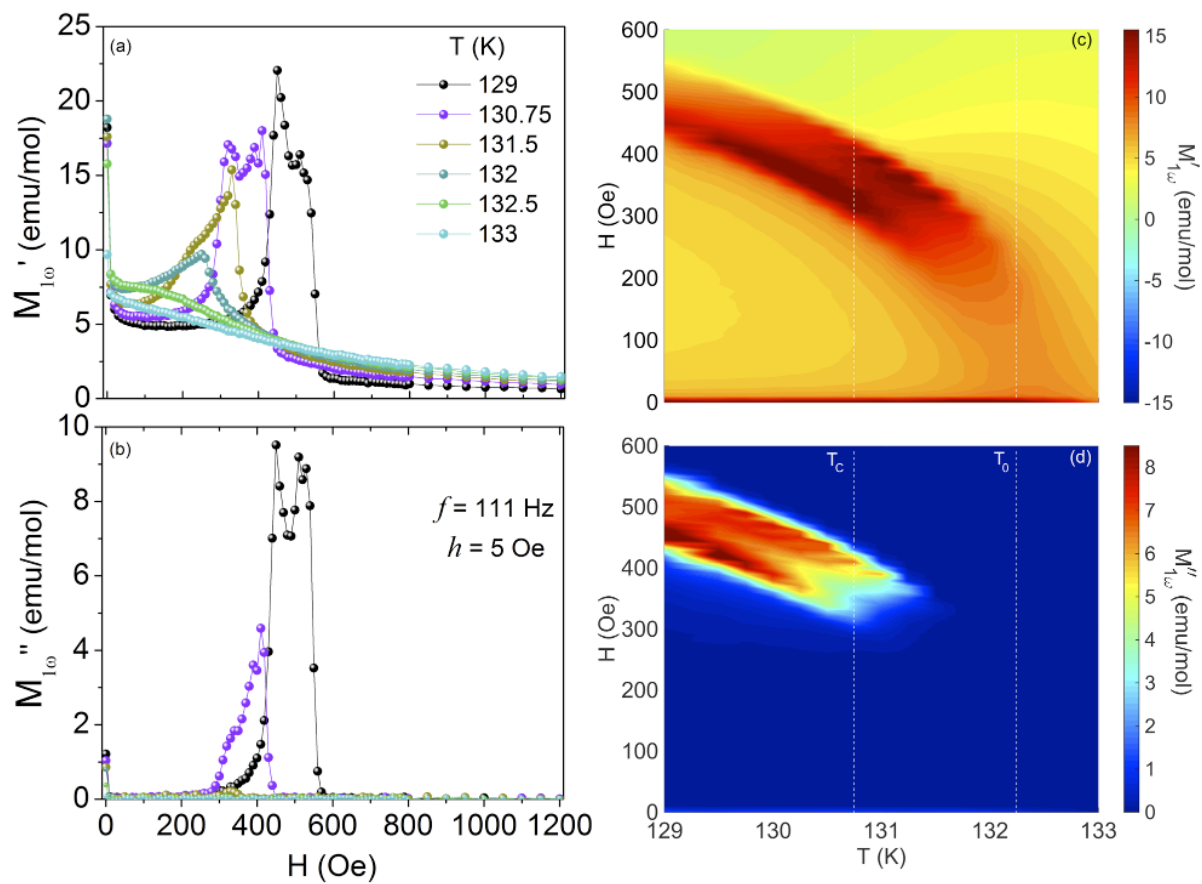 (a)
T (K)
129
130.75
131.5
132
132.5
133
25
20
15
10
5
0
M1ω' (emu/mol)
(b)
f = 111 Hz
h = 5 Oe
10
8
6
4
2
0
M1ω" (emu/mol)
0 200 400 600 800 1000 1200
H (Oe)
(c)
600
500
400
300
200
100
0
H (Oe)
15
10
5
0
-5
-10
-15
M1ω′ (emu/mol)
(d)
TC
T0
600
500
400
300
200
100
0
H (Oe)
129 130 131 132 133
T (K)
8
7
6
5
4
3
2
1
0
M1ω″ (emu/mol)